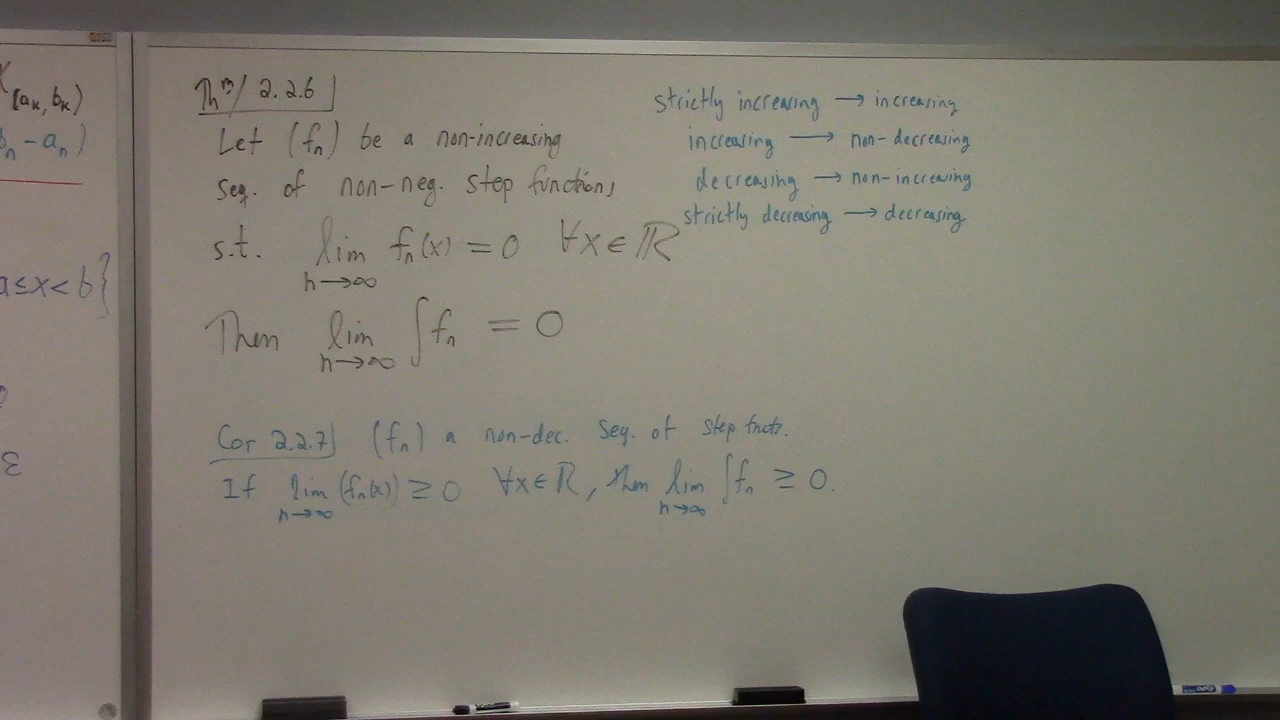 χ[aₖ, bₖ)
bₙ − aₙ)
a ≤ x < b}
ε
Thᵐ/ 2.2.6
Let (fₙ) be a non-increasing
seq. of non-neg. step functions
s.t. lim n→∞ fₙ(x) = 0 ∀x ∈ ℝ
Then lim n→∞ ∫fₙ = 0
strictly increasing → increasing
increasing → non-decreasing
decreasing → non-increasing
strictly decreasing → decreasing
Cor 2.2.7 (fₙ) a non-dec. seq. of step fncts.
If lim n→∞ (fₙ(x)) ≥ 0 ∀x ∈ ℝ, then lim n→∞ ∫fₙ ≥ 0.